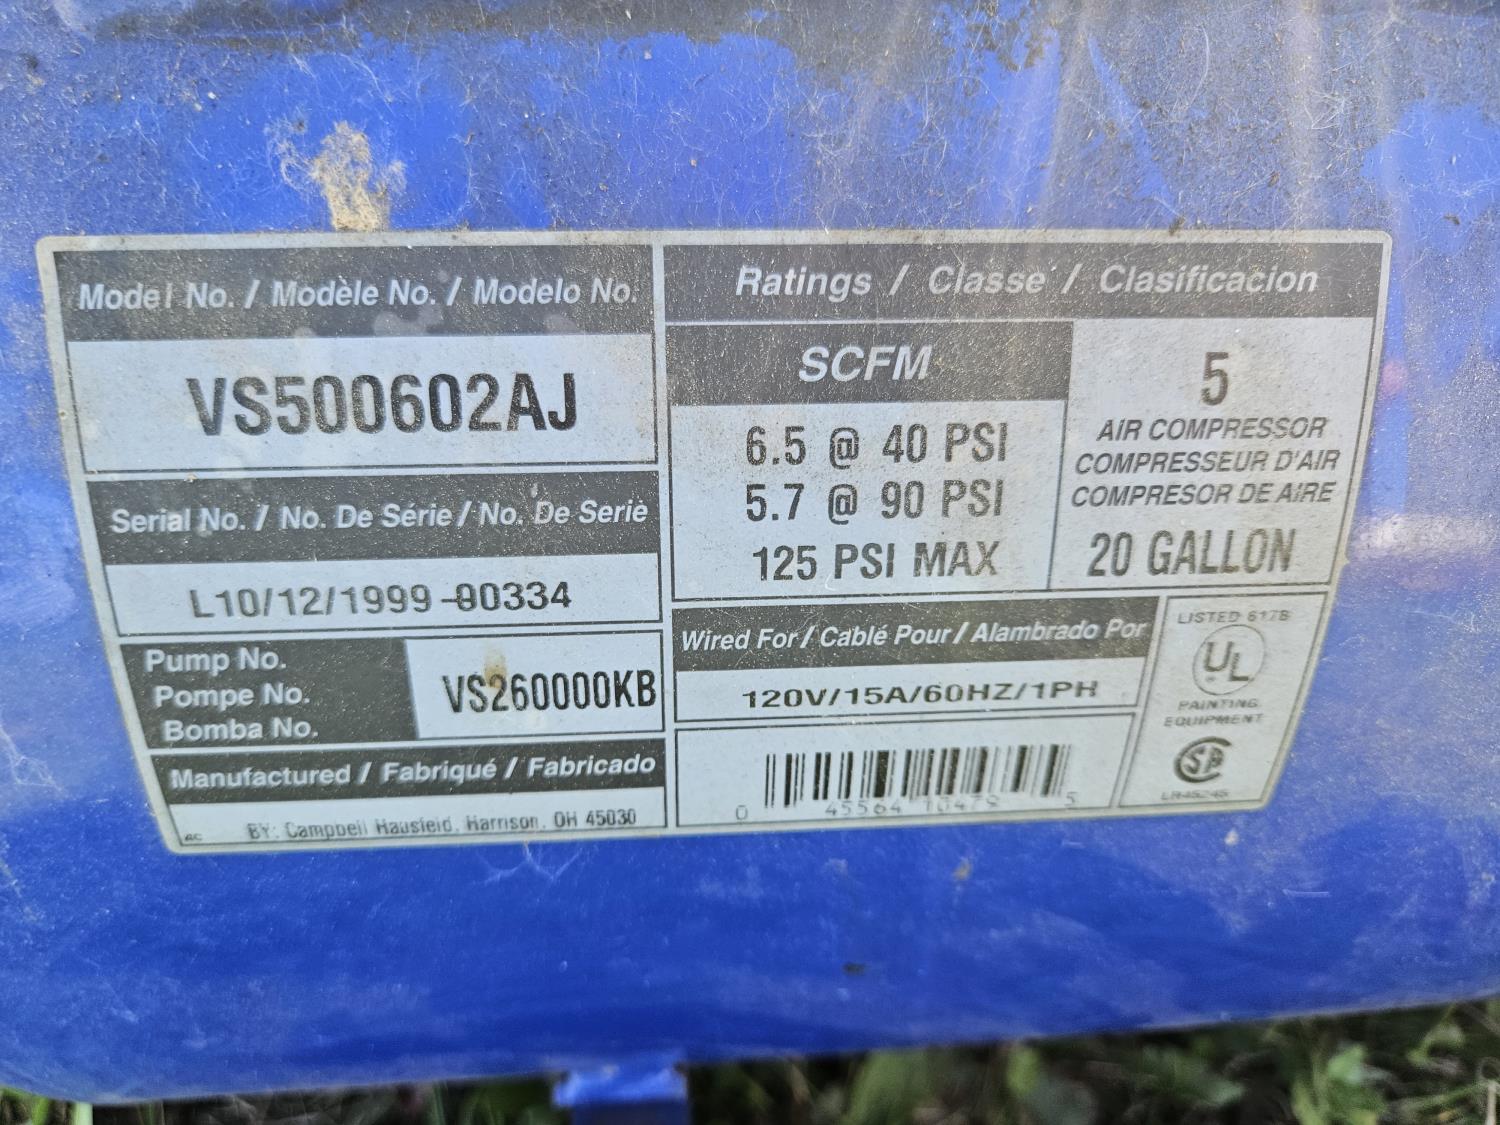 Model No. / Modèle No. / Modelo No.
VS500602AJ
Serial No. / No. De Série / No. De Serie
L10/12/1999-00334
Pump No.
Pompe No.
Bomba No.
VS260000KB
Manufactured / Fabriqué / Fabricado
BY: Campbell Hausfeld, Harrison, OH 45030
Ratings / Classe / Clasificacion
SCFM
6.5 @ 40 PSI
5.7 @ 90 PSI
125 PSI MAX
5
AIR COMPRESSOR
COMPRESSEUR D'AIR
COMPRESOR DE AIRE
20 GALLON
Wired For / Cablé Pour / Alambrado Por
120V/15A/60HZ/1PH
0 45564 10479 5
LISTED 617B
UL
PAINTING
EQUIPMENT